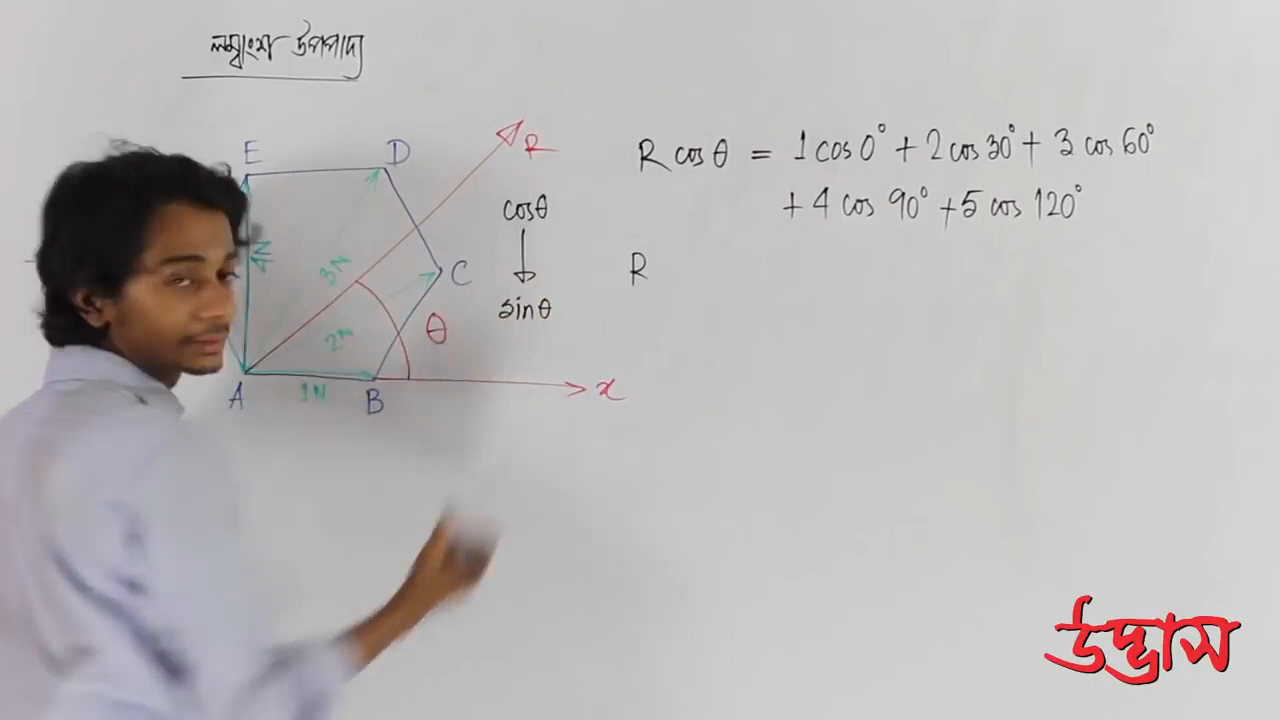 লম্বাংশ উপপাদ্য
E
D
R
R cos θ = 1 cos 0° + 2 cos 30° + 3 cos 60°
+ 4 cos 90° + 5 cos 120°
cosθ
sinθ
R
4N
3N
C
2N
θ
A
1N
B
x
উদ্ভাস